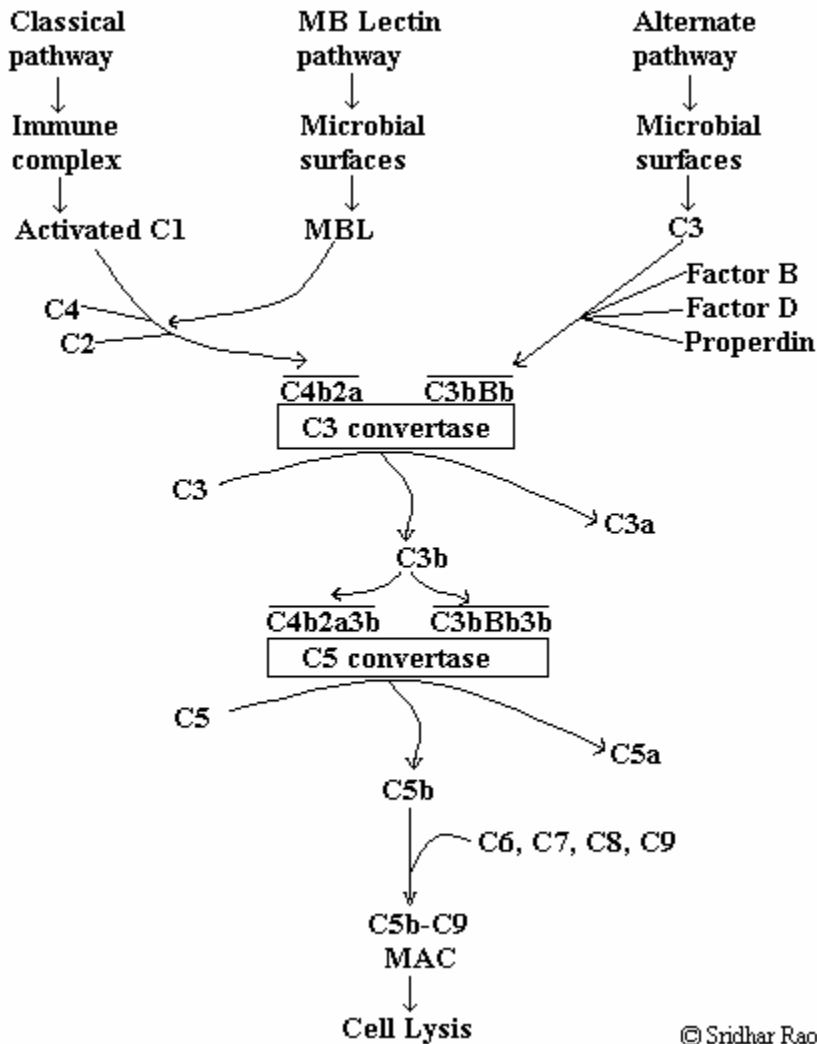 Classical
pathway
MB Lectin
pathway
Alternate
pathway
Immune
complex
Microbial
surfaces
Microbial
surfaces
Activated C1
MBL
C3
Factor B
Factor D
Properdin
C4
C2
C4b2a
C3bBb
C3 convertase
C3
C3a
C3b
C4b2a3b
C3bBb3b
C5 convertase
C5
C5a
C5b
C6, C7, C8, C9
C5b-C9
MAC
Cell Lysis
© Sridhar Rao